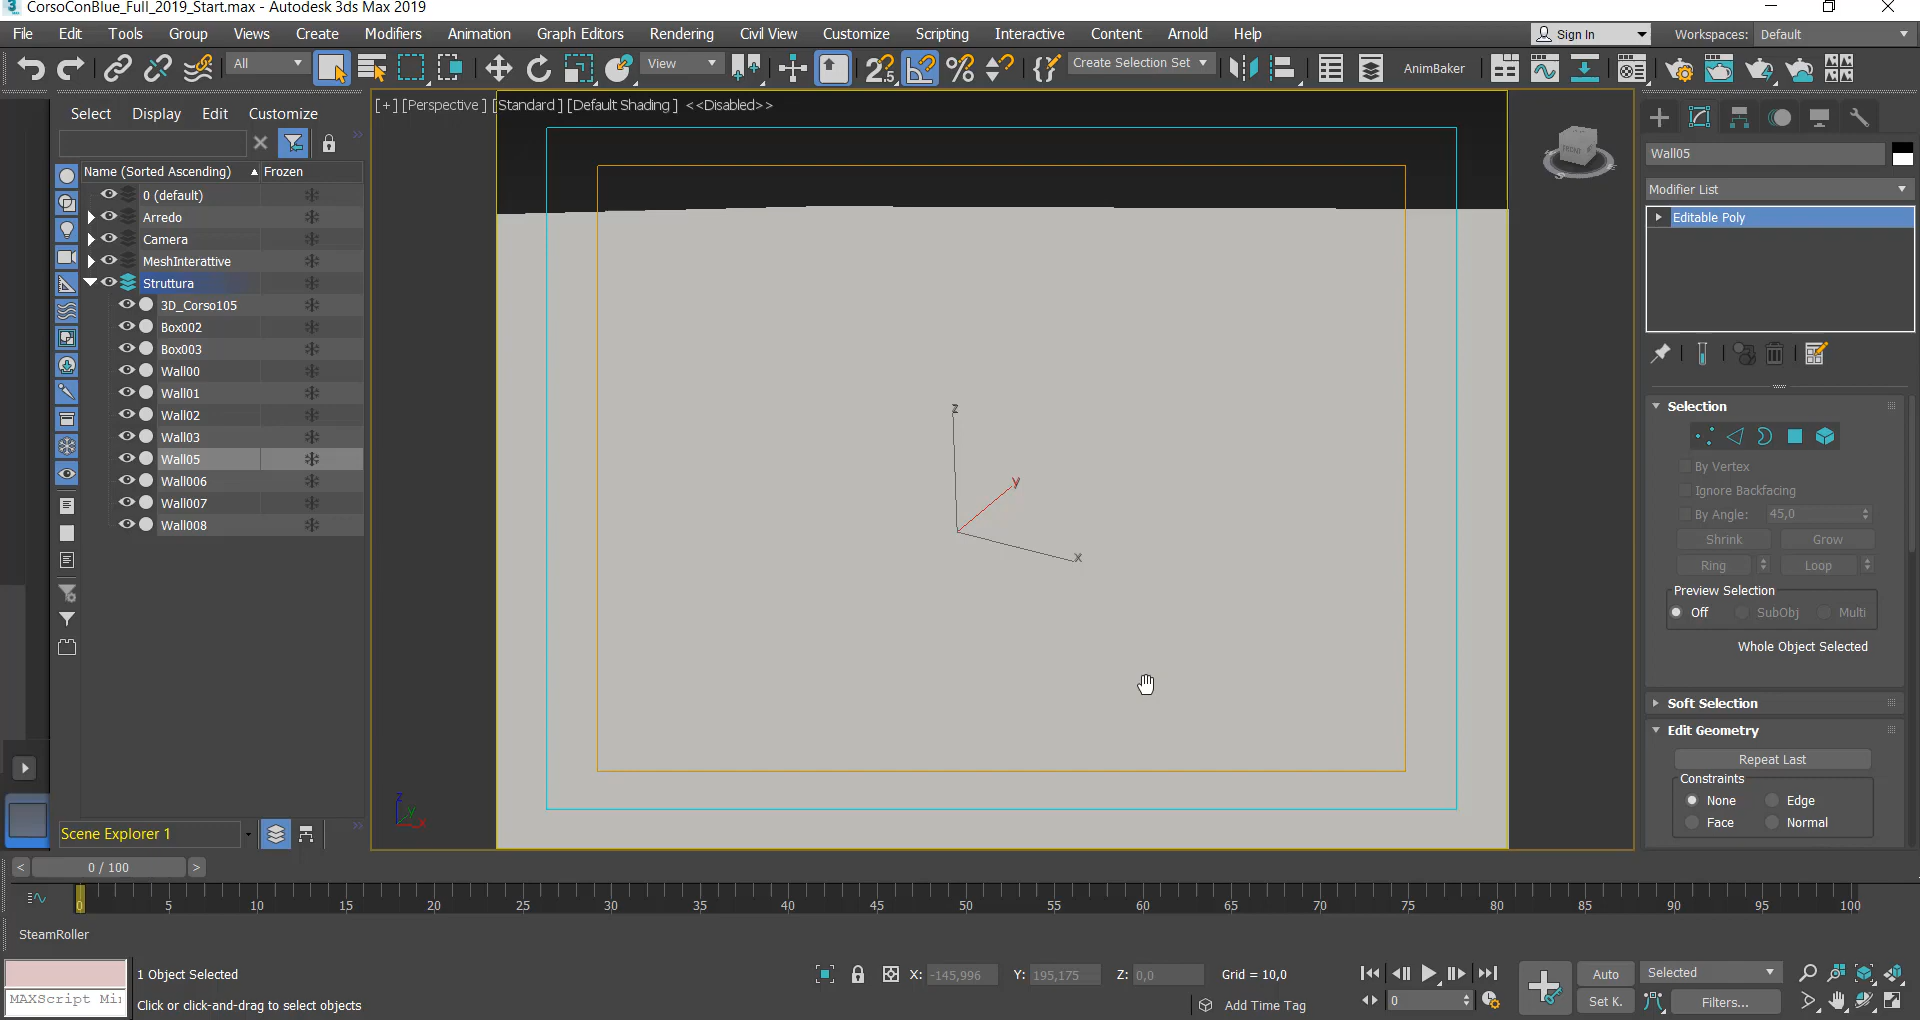 CorsoConBlue_Full_2019_Start.max - Autodesk 3ds Max 2019
File Edit Tools Group Views Create Modifiers Animation Graph Editors Rendering Civil View Customize Scripting Interactive Content Arnold Help Sign In Workspaces: Default
All View Create Selection Set AnimBaker
Select Display Edit Customize
[+] [Perspective] [Standard] [Default Shading] <<Disabled>>
Name (Sorted Ascending) Frozen
0 (default)
Arredo
Camera
MeshInterattive
Struttura
3D_Corso105
Box002
Box003
Wall00
Wall01
Wall02
Wall03
Wall05
Wall006
Wall007
Wall008
Scene Explorer 1
z
y
x
z
x
Wall05
Modifier List
Editable Poly
Selection
By Vertex
Ignore Backfacing
By Angle: 45,0
Shrink Grow
Ring Loop
Preview Selection
Off SubObj Multi
Whole Object Selected
Soft Selection
Edit Geometry
Repeat Last
Constraints
None Edge
Face Normal
< 0 / 100 >
0 5 10 15 20 25 30 35 40 45 50 55 60 65 70 75 80 85 90 95 100
SteamRoller
1 Object Selected X: -145,996 Y: 195,175 Z: 0,0 Grid = 10,0 Auto Selected
MAXScript Mi
Click or click-and-drag to select objects Add Time Tag 0 Set K. Filters...